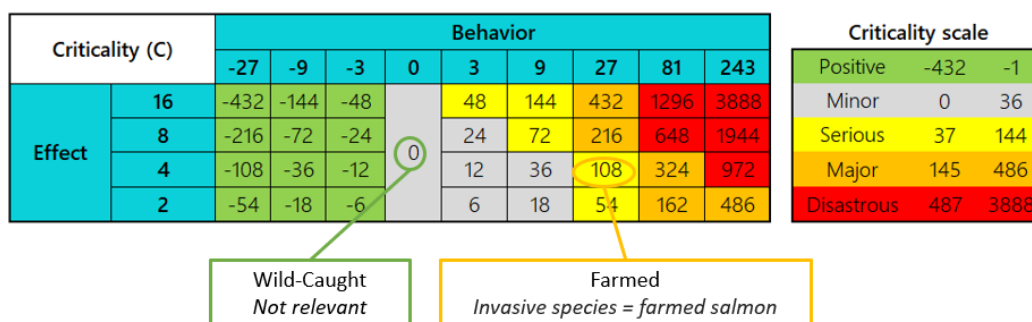 Criticality (C) Behavior Criticality scale
-27 -9 -3 0 3 9 27 81 243 Positive -432 -1
16 -432 -144 -48 48 144 432 1296 3888 Minor 0 36
Effect 8 -216 -72 -24 0 24 72 216 648 1944 Serious 37 144
4 -108 -36 -12 12 36 108 324 972 Major 145 486
2 -54 -18 -6 6 18 54 162 486 Disastrous 487 3888
Wild-Caught
Not relevant
Farmed
Invasive species = farmed salmon